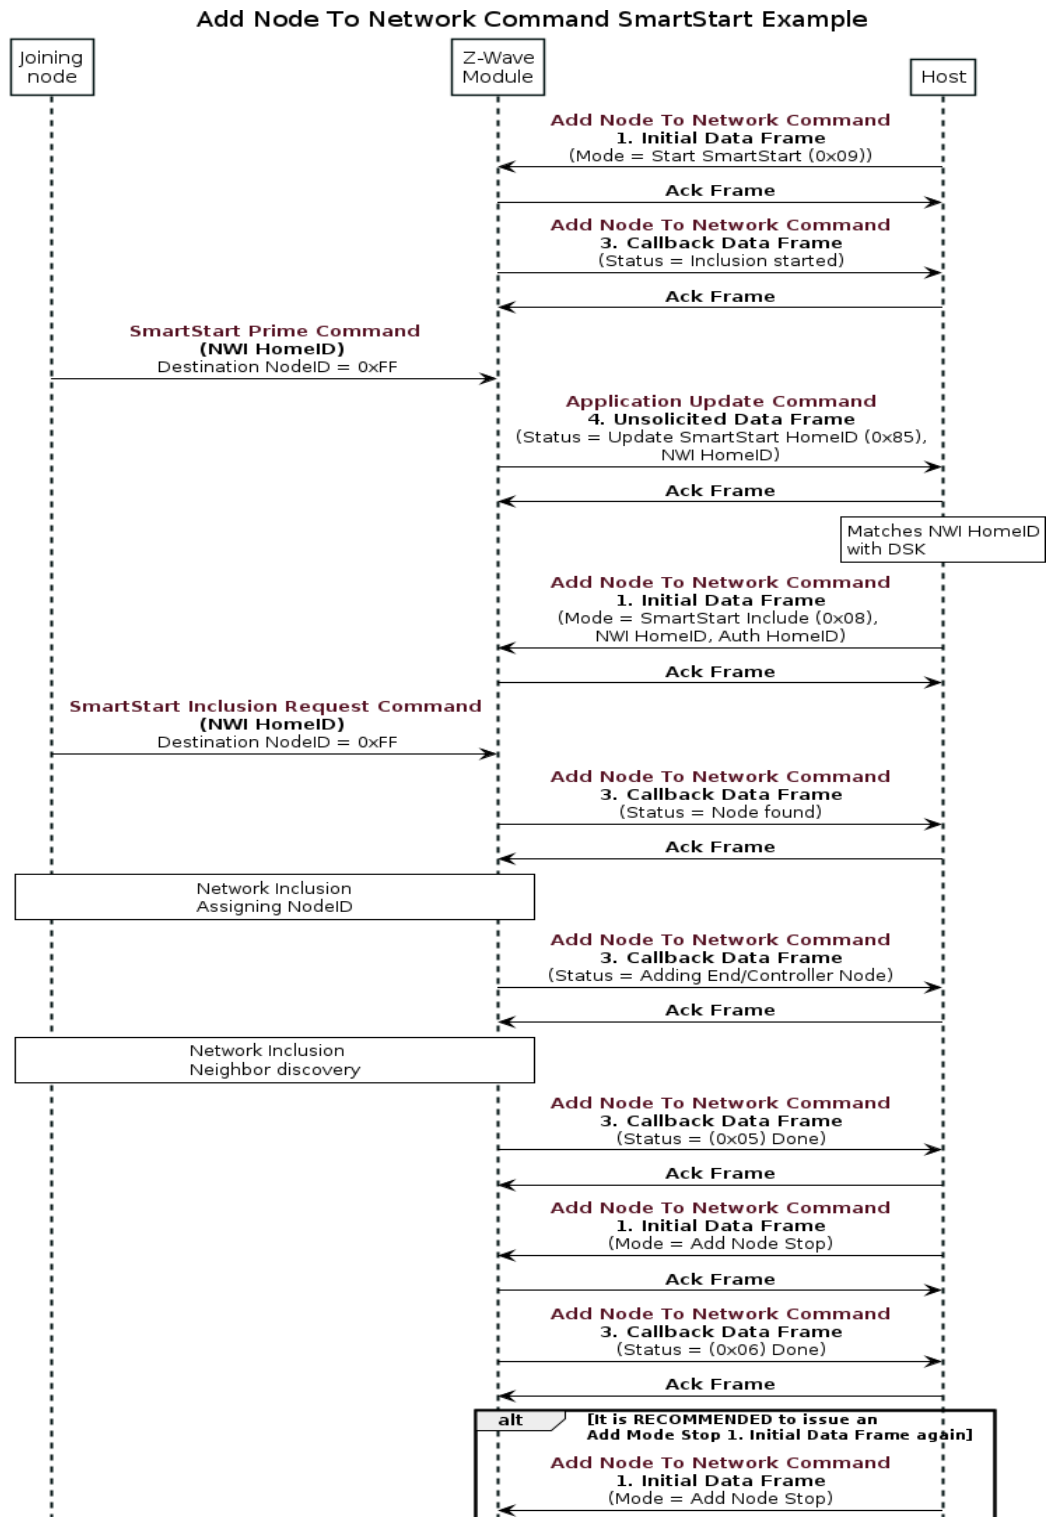 Add Node To Network Command SmartStart Example
Joining
node
Z-Wave
Module
Host
Add Node To Network Command
1. Initial Data Frame
(Mode = Start SmartStart (0x09))
Ack Frame
Add Node To Network Command
3. Callback Data Frame
(Status = Inclusion started)
Ack Frame
SmartStart Prime Command
(NWI HomeID)
Destination NodeID = 0xFF
Application Update Command
4. Unsolicited Data Frame
(Status = Update SmartStart HomeID (0x85),
NWI HomeID)
Ack Frame
Matches NWI HomeID
with DSK
Add Node To Network Command
1. Initial Data Frame
(Mode = SmartStart Include (0x08),
NWI HomeID, Auth HomeID)
Ack Frame
SmartStart Inclusion Request Command
(NWI HomeID)
Destination NodeID = 0xFF
Add Node To Network Command
3. Callback Data Frame
(Status = Node found)
Ack Frame
Network Inclusion
Assigning NodeID
Add Node To Network Command
3. Callback Data Frame
(Status = Adding End/Controller Node)
Ack Frame
Network Inclusion
Neighbor discovery
Add Node To Network Command
3. Callback Data Frame
(Status = (0x05) Done)
Ack Frame
Add Node To Network Command
1. Initial Data Frame
(Mode = Add Node Stop)
Ack Frame
Add Node To Network Command
3. Callback Data Frame
(Status = (0x06) Done)
Ack Frame
alt
[It is RECOMMENDED to issue an
Add Mode Stop 1. Initial Data Frame again]
Add Node To Network Command
1. Initial Data Frame
(Mode = Add Node Stop)